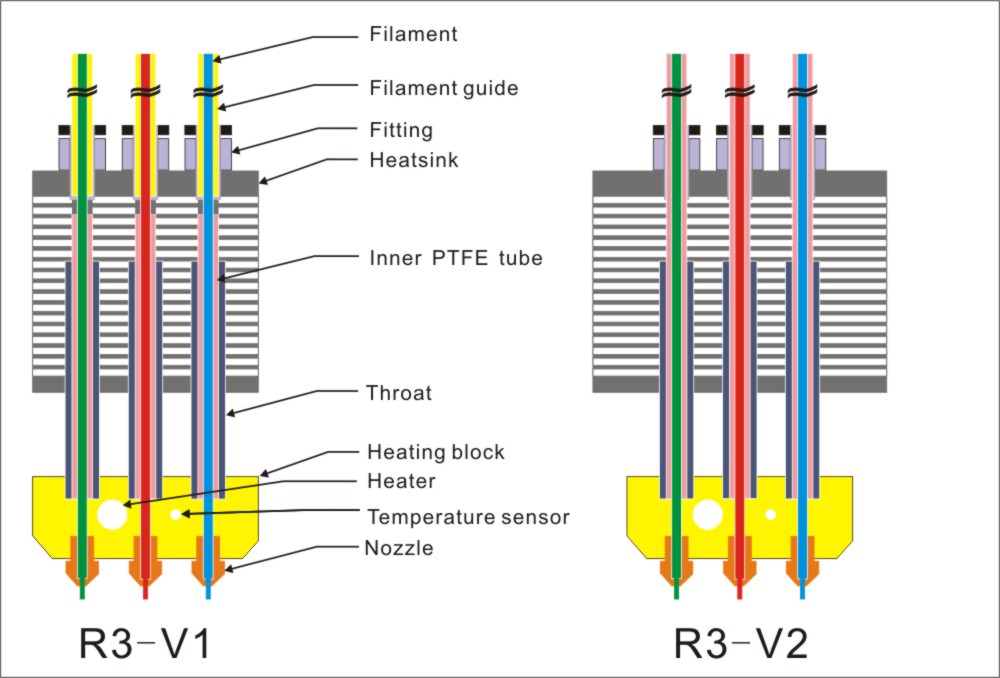 Filament
Filament guide
Fitting
Heatsink
Inner PTFE tube
Throat
Heating block
Heater
Temperature sensor
Nozzle
R3-V1
R3-V2